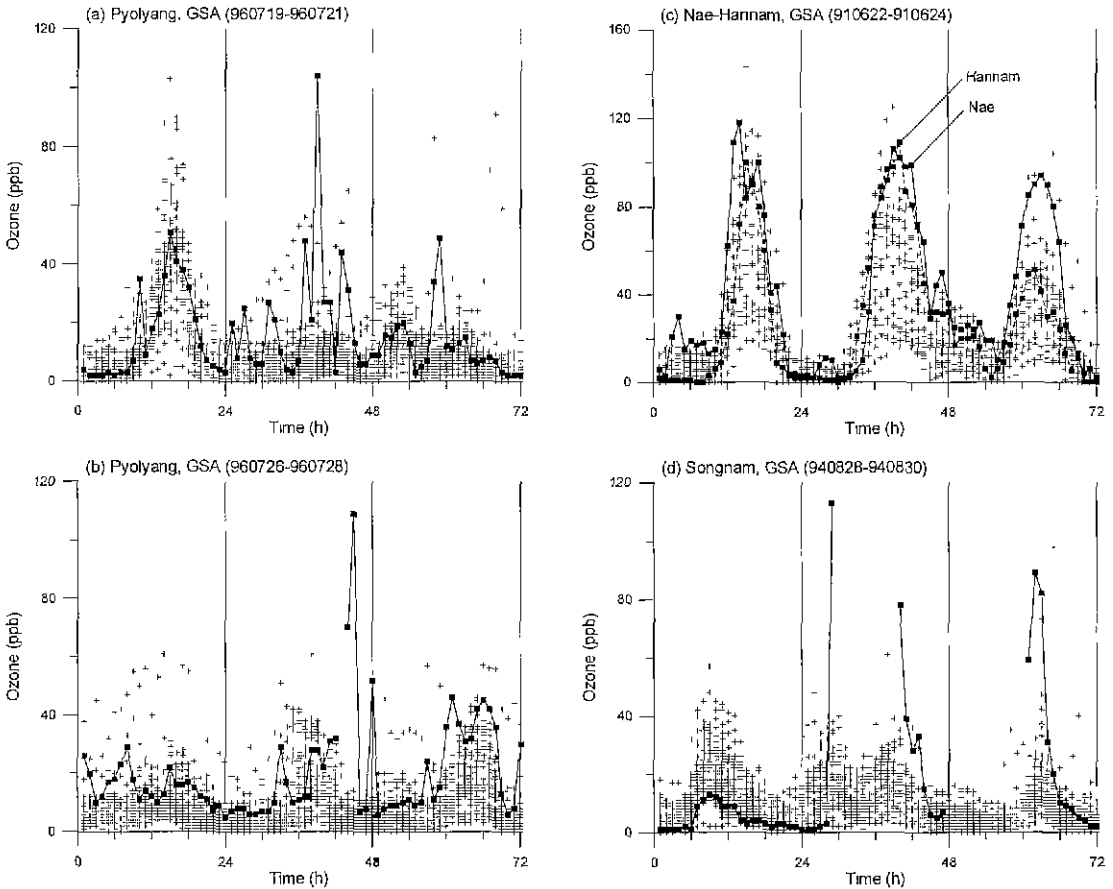 (a) Pyolyang, GSA (960719-960721)
120
80
40
0
Ozone (ppb)
0 24 48 72
Time (h)
(c) Nae-Hannam, GSA (910622-910624)
160
120
80
40
0
Ozone (ppb)
Hannam
Nae
0 24 48 72
Time (h)
(b) Pyolyang, GSA (960726-960728)
120
80
40
0
Ozone (ppb)
0 24 48 72
Time (h)
(d) Songnam, GSA (940828-940830)
120
80
40
0
Ozone (ppb)
0 24 48 72
Time (h)